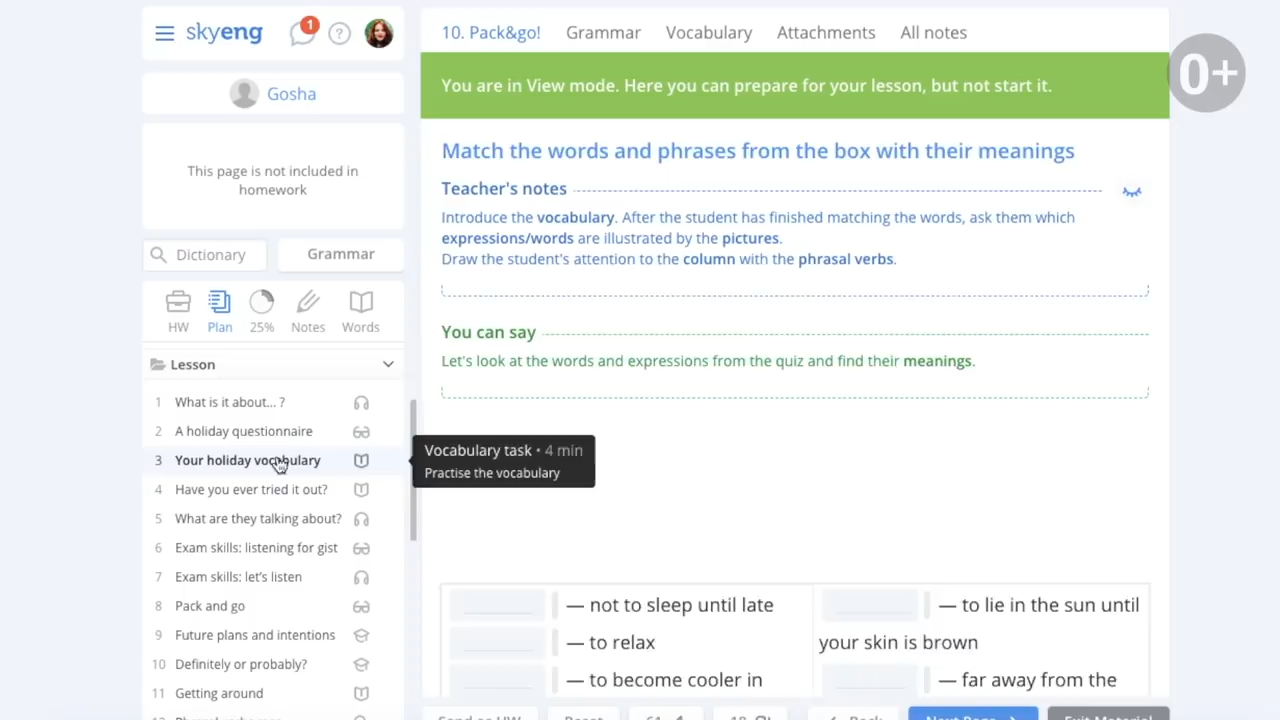 skyeng
1
?
Gosha
This page is not included in
homework
Dictionary
Grammar
HW
Plan
25%
Notes
Words
Lesson
1 What is it about... ?
2 A holiday questionnaire
3 Your holiday vocabulary
4 Have you ever tried it out?
5 What are they talking about?
6 Exam skills: listening for gist
7 Exam skills: let's listen
8 Pack and go
9 Future plans and intentions
10 Definitely or probably?
11 Getting around
Vocabulary task • 4 min
Practise the vocabulary
10. Pack&go! Grammar Vocabulary Attachments All notes
0+
You are in View mode. Here you can prepare for your lesson, but not start it.
Match the words and phrases from the box with their meanings
Teacher's notes
Introduce the vocabulary. After the student has finished matching the words, ask them which
expressions/words are illustrated by the pictures.
Draw the student's attention to the column with the phrasal verbs.
You can say
Let's look at the words and expressions from the quiz and find their meanings.
— not to sleep until late
— to relax
— to become cooler in
— to lie in the sun until
your skin is brown
— far away from the
Send as HW
Reset
Back
Next Page
Exit Material